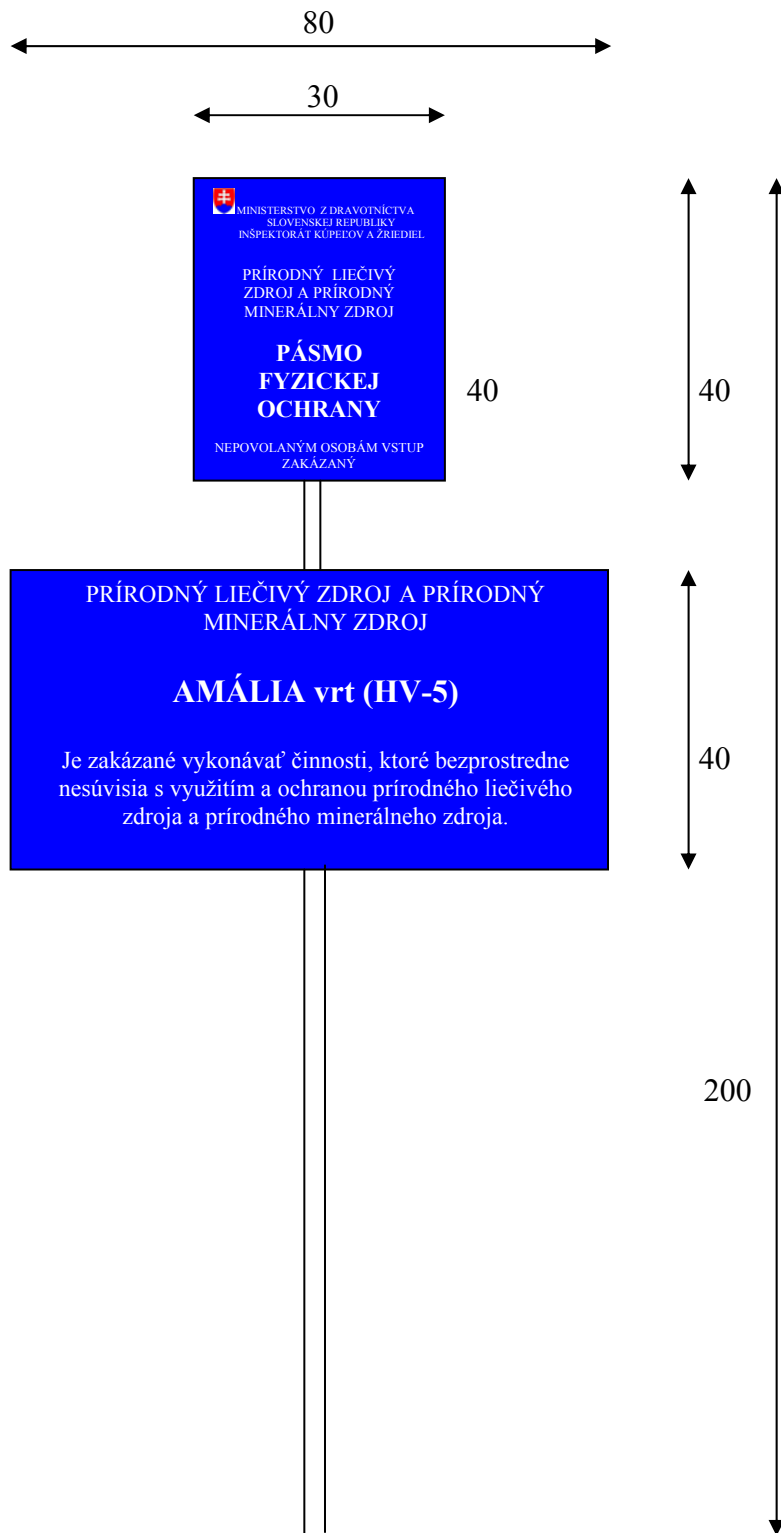 80
30
MINISTERSTVO Z DRAVOTNÍCTVA
SLOVENSKEJ REPUBLIKY
INŠPEKTORÁT KÚPEĽOV A ŽRIEDIEL
PRÍRODNÝ LIEČIVÝ
ZDROJ A PRÍRODNÝ
MINERÁLNY ZDROJ
PÁSMO
FYZICKEJ
OCHRANY
NEPOVOLANÝM OSOBÁM VSTUP
ZAKÁZANÝ
40
40
PRÍRODNÝ LIEČIVÝ ZDROJ A PRÍRODNÝ
MINERÁLNY ZDROJ
AMÁLIA vrt (HV-5)
Je zakázané vykonávať činnosti, ktoré bezprostredne
nesúvisia s využitím a ochranou prírodného liečivého
zdroja a prírodného minerálneho zdroja.
40
200